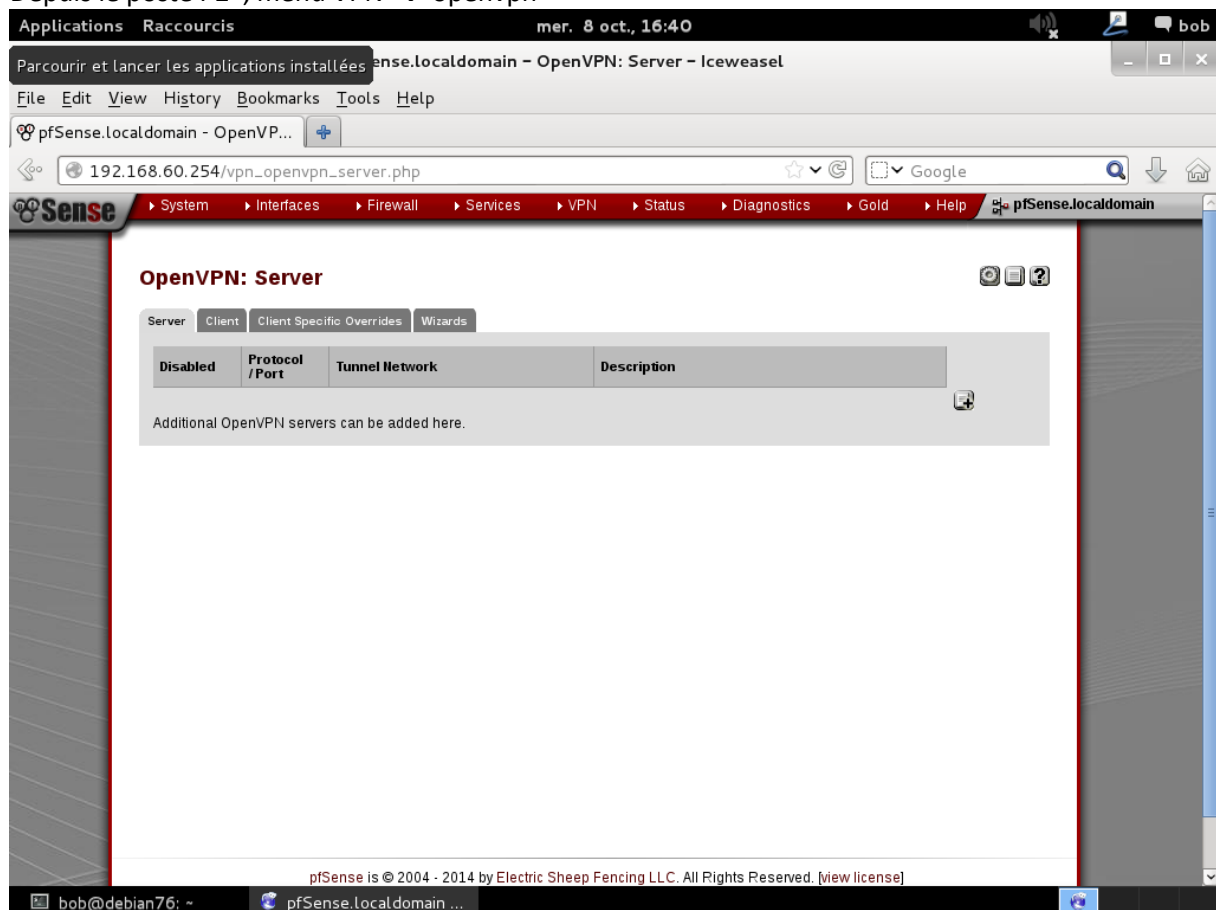 Applications Raccourcis mer. 8 oct., 16:40 bob
Parcourir et lancer les applications installées ense.localdomain – OpenVPN: Server – Iceweasel
File Edit View History Bookmarks Tools Help
pfSense.localdomain - OpenVP...
192.168.60.254/vpn_openvpn_server.php Google
Sense System Interfaces Firewall Services VPN Status Diagnostics Gold Help pfSense.localdomain
OpenVPN: Server
Server Client Client Specific Overrides Wizards
Disabled Protocol /Port Tunnel Network Description
Additional OpenVPN servers can be added here.
pfSense is © 2004 - 2014 by Electric Sheep Fencing LLC. All Rights Reserved. [view license]
bob@debian76: ~ pfSense.localdomain ...